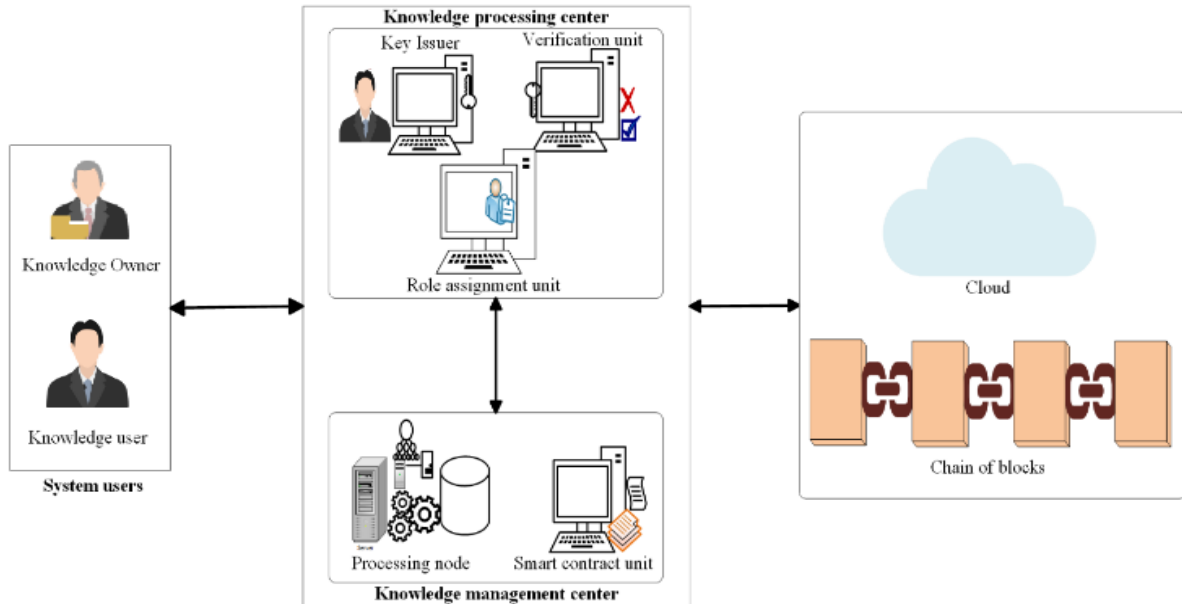 Knowledge processing center
Key Issuer
Verification unit
Role assignment unit
Knowledge Owner
Knowledge user
System users
Cloud
Chain of blocks
Server
Processing node
Smart contract unit
Knowledge management center